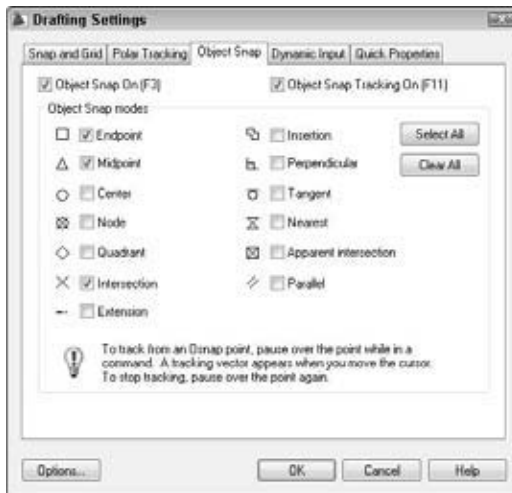 Drafting Settings
Snap and Grid Polar Tracking Object Snap Dynamic Input Quick Properties
Object Snap On (F3) Object Snap Tracking On (F11)
Object Snap modes
Endpoint Insertion Select All
Midpoint Perpendicular Clear All
Center Tangent
Node Nearest
Quadrant Apparent intersection
Intersection Parallel
Extension
To track from an Osnap point, pause over the point while in a
command. A tracking vector appears when you move the cursor.
To stop tracking, pause over the point again.
Options... OK Cancel Help